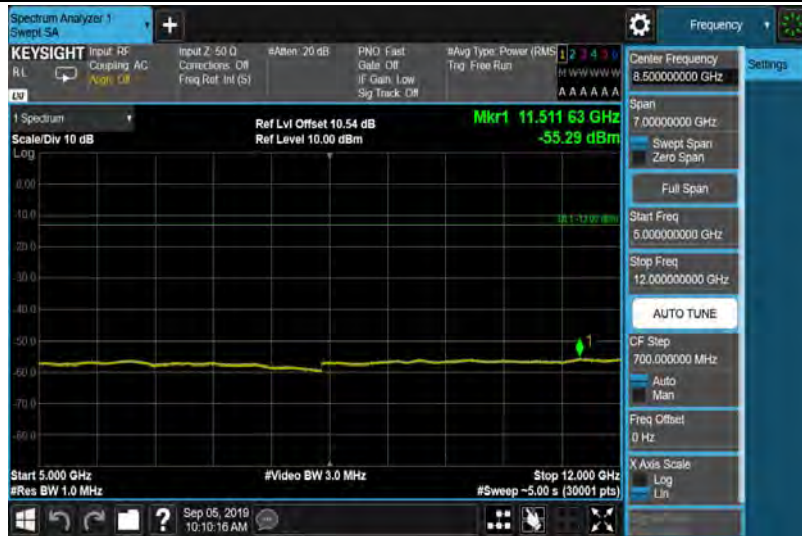 Spectrum Analyzer 1
Swept SA
Frequency
KEYSIGHT
Input: RF
Coupling: AC
Align: Off
Input Z: 50 Ω
Corrections: Off
Freq Ref: Int (S)
#Atten: 20 dB
PNO: Fast
Gate: Off
IF Gain: Low
Sig Track: Off
#Avg Type: Power (RMS
Trig: Free Run
1 2 3 4 5 6
M W W W W W
A A A A A A
RL
LXI
1 Spectrum
Scale/Div 10 dB
Log
Ref Lvl Offset 10.54 dB
Ref Level 10.00 dBm
Mkr1 11.511 63 GHz
-55.29 dBm
0.00
-10.0
DL1 -13.00 dBm
-20.0
-30.0
-40.0
-50.0
1
-60.0
-70.0
-80.0
Start 5.000 GHz
#Res BW 1.0 MHz
#Video BW 3.0 MHz
Stop 12.000 GHz
#Sweep ~5.00 s (30001 pts)
Sep 05, 2019
10:10:16 AM
Center Frequency
8.500000000 GHz
Settings
Span
7.00000000 GHz
Swept Span
Zero Span
Full Span
Start Freq
5.000000000 GHz
Stop Freq
12.000000000 GHz
AUTO TUNE
CF Step
700.000000 MHz
Auto
Man
Freq Offset
0 Hz
X Axis Scale
Log
Lin